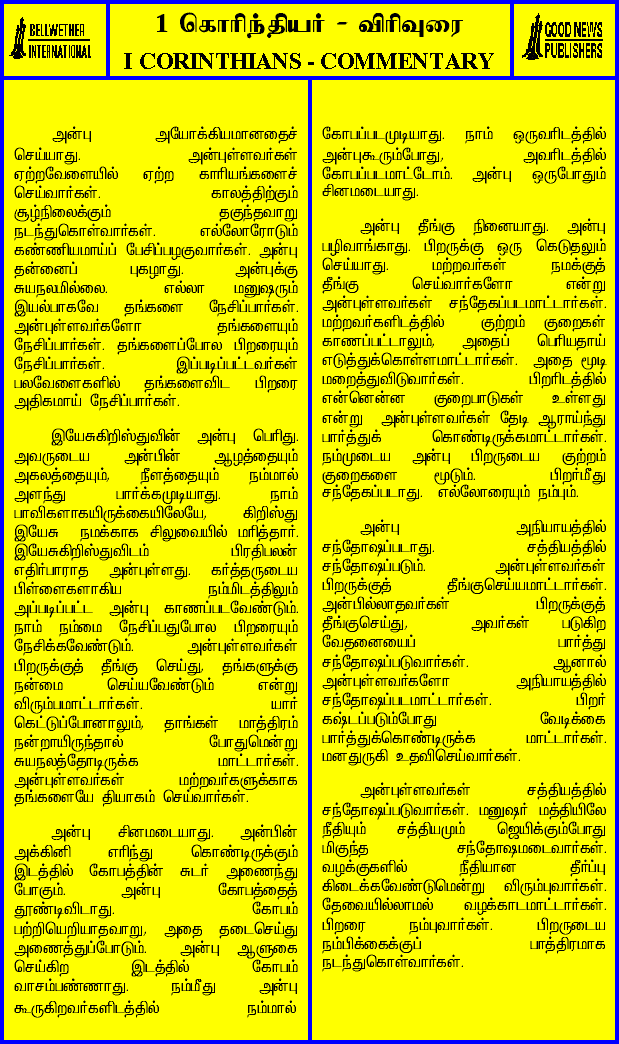 BELLWETHER
INTERNATIONAL
1 கொரிந்தியர் - விரிவுரை
I CORINTHIANS - COMMENTARY
GOOD NEWS
PUBLISHERS
அன்பு அயோக்கியமானதைச்
செய்யாது. அன்புள்ளவர்கள்
ஏற்றவேளையில் ஏற்ற காரியங்களைச்
செய்வார்கள். காலத்திற்கும்
சூழ்நிலைக்கும் தகுந்தவாறு
நடந்துகொள்வார்கள். எல்லோரோடும்
கண்ணியமாய்ப் பேசிப்பழகுவார்கள். அன்பு
தன்னைப் புகழாது. அன்புக்கு
சுயநலமில்லை. எல்லா மனுஷரும்
இயல்பாகவே தங்களை நேசிப்பார்கள்.
அன்புள்ளவர்களோ தங்களையும்
நேசிப்பார்கள். தங்களைப்போல பிறரையும்
நேசிப்பார்கள். இப்படிப்பட்டவர்கள்
பலவேளைகளில் தங்களைவிட பிறரை
அதிகமாய் நேசிப்பார்கள்.
இயேசுகிறிஸ்துவின் அன்பு பெரிது.
அவருடைய அன்பின் ஆழத்தையும்
அகலத்தையும், நீளத்தையும் நம்மால்
அளந்து பார்க்கமுடியாது. நாம்
பாவிகளாகயிருக்கையிலேயே, கிறிஸ்து
இயேசு நமக்காக சிலுவையில் மரித்தார்.
இயேசுகிறிஸ்துவிடம் பிரதிபலன்
எதிர்பாராத அன்புள்ளது. கர்த்தருடைய
பிள்ளைகளாகிய நம்மிடத்திலும்
அப்படிப்பட்ட அன்பு காணப்படவேண்டும்.
நாம் நம்மை நேசிப்பதுபோல பிறரையும்
நேசிக்கவேண்டும். அன்புள்ளவர்கள்
பிறருக்குத் தீங்கு செய்து, தங்களுக்கு
நன்மை செய்யவேண்டும் என்று
விரும்பமாட்டார்கள். யார்
கெட்டுப்போனாலும், தாங்கள் மாத்திரம்
நன்றாயிருந்தால் போதுமென்று
சுயநலத்தோடிருக்க மாட்டார்கள்.
அன்புள்ளவர்கள் மற்றவர்களுக்காக
தங்களையே தியாகம் செய்வார்கள்.
அன்பு சினமடையாது. அன்பின்
அக்கினி எரிந்து கொண்டிருக்கும்
இடத்தில் கோபத்தின் சுடர் அணைந்து
போகும். அன்பு கோபத்தைத்
தூண்டிவிடாது. கோபம்
பற்றியெறியாதவாறு, அதை தடைசெய்து
அணைத்துப்போடும். அன்பு ஆளுகை
செய்கிற இடத்தில் கோபம்
வாசம்பண்ணாது. நம்மீது அன்பு
கூருகிறவர்களிடத்தில் நம்மால்
கோபப்படமுடியாது. நாம் ஒருவரிடத்தில்
அன்புகூரும்போது, அவரிடத்தில்
கோபப்படமாட்டோம். அன்பு ஒருபோதும்
சினமடையாது.
அன்பு தீங்கு நினையாது. அன்பு
பழிவாங்காது. பிறருக்கு ஒரு கெடுதலும்
செய்யாது. மற்றவர்கள் நமக்குத்
தீங்கு செய்வார்களோ என்று
அன்புள்ளவர்கள் சந்தேகப்படமாட்டார்கள்.
மற்றவர்களிடத்தில் குற்றம் குறைகள்
காணப்பட்டாலும், அதைப் பெரியதாய்
எடுத்துக்கொள்ளமாட்டார்கள். அதை மூடி
மறைத்துவிடுவார்கள். பிறரிடத்தில்
என்னென்ன குறைபாடுகள் உள்ளது
என்று அன்புள்ளவர்கள் தேடி ஆராய்ந்து
பார்த்துக் கொண்டிருக்கமாட்டார்கள்.
நம்முடைய அன்பு பிறருடைய குற்றம்
குறைகளை மூடும். பிறர்மீது
சந்தேகப்படாது. எல்லோரையும் நம்பும்.
அன்பு அநியாயத்தில்
சந்தோஷப்படாது. சத்தியத்தில்
சந்தோஷப்படும். அன்புள்ளவர்கள்
பிறருக்குத் தீங்குசெய்யமாட்டார்கள்.
அன்பில்லாதவர்கள் பிறருக்குத்
தீங்குசெய்து, அவர்கள் படுகிற
வேதனையைப் பார்த்து
சந்தோஷப்படுவார்கள். ஆனால்
அன்புள்ளவர்களோ அநியாயத்தில்
சந்தோஷப்படமாட்டார்கள். பிறர்
கஷ்டப்படும்போது வேடிக்கை
பார்த்துக்கொண்டிருக்க மாட்டார்கள்.
மனதுருகி உதவிசெய்வார்கள்.
அன்புள்ளவர்கள் சத்தியத்தில்
சந்தோஷப்படுவார்கள். மனுஷர் மத்தியிலே
நீதியும் சத்தியமும் ஜெயிக்கும்போது
மிகுந்த சந்தோஷமடைவார்கள்.
வழக்குகளில் நீதியான தீர்ப்பு
கிடைக்கவேண்டுமென்று விரும்புவார்கள்.
தேவையில்லாமல் வழக்காடமாட்டார்கள்.
பிறரை நம்புவார்கள். பிறருடைய
நம்பிக்கைக்குப் பாத்திரமாக
நடந்துகொள்வார்கள்.